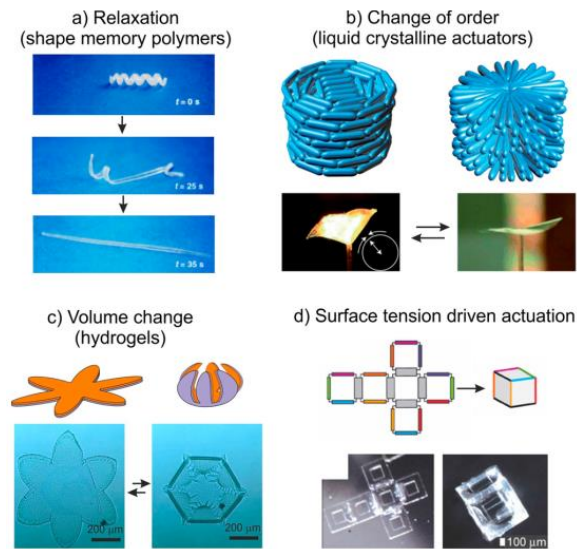 a) Relaxation
(shape memory polymers)
t = 0 s
t = 25 s
t = 35 s
b) Change of order
(liquid crystalline actuators)
c) Volume change
(hydrogels)
200 μm
200 μm
d) Surface tension driven actuation
100 μm